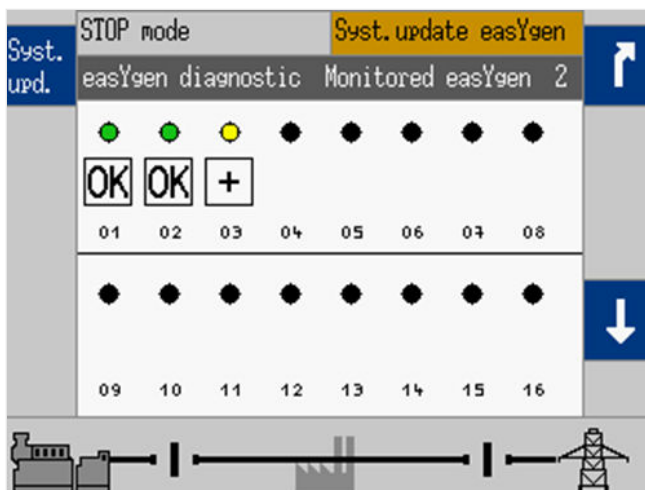 Syst.
upd.
STOP mode
Syst.update easYgen
easYgen diagnostic Monitored easYgen 2
OK OK +
01 02 03 04 05 06 07 08
09 10 11 12 13 14 15 16